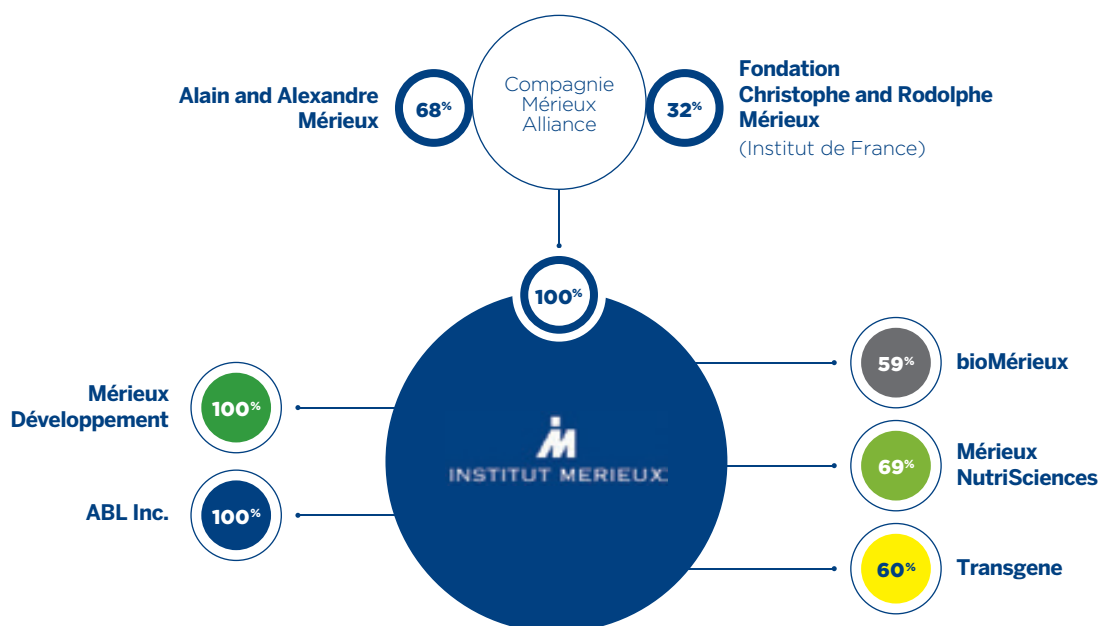 Alain and Alexandre
Mérieux
68%
Compagnie
Mérieux
Alliance
32%
Fondation
Christophe and Rodolphe
Mérieux
(Institut de France)
100%
Mérieux
Développement
100%
ABL Inc.
100%
INSTITUT MERIEUX
59%
bioMérieux
69%
Mérieux
NutriSciences
60%
Transgene